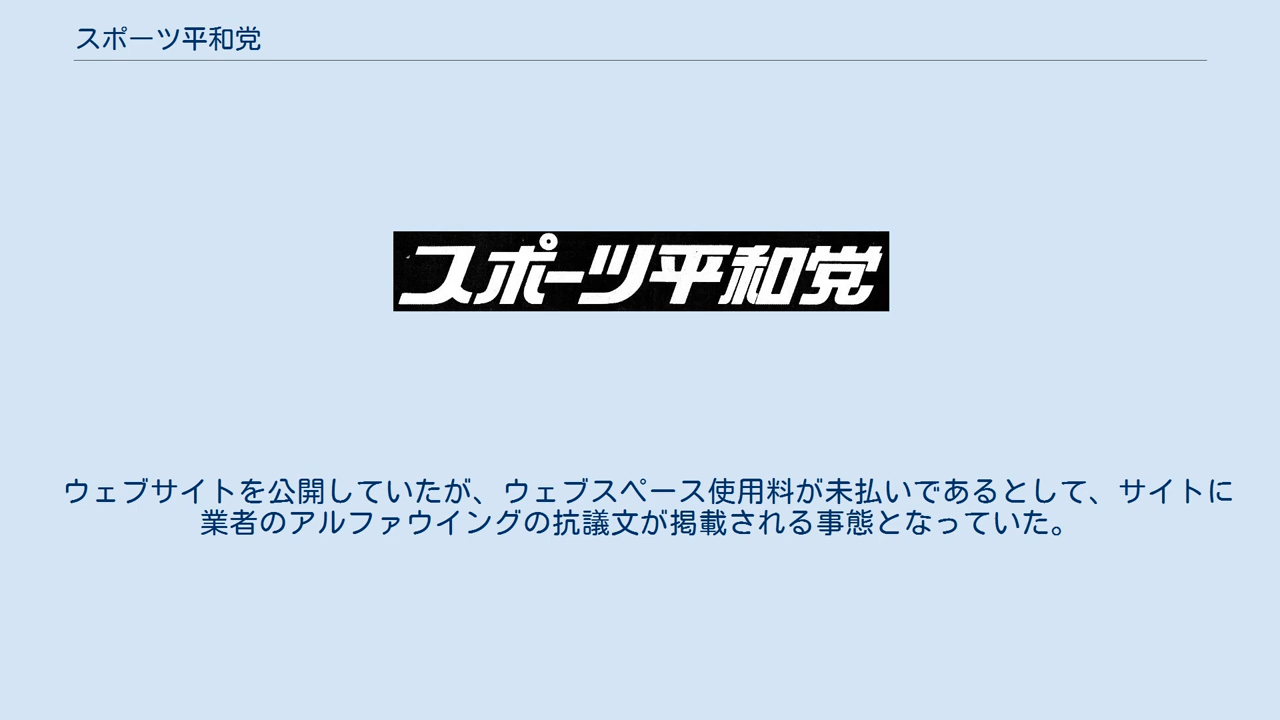 スポーツ平和党
スポーツ平和党
ウェブサイトを公開していたが、ウェブスペース使用料が未払いであるとして、サイトに
業者のアルファウイングの抗議文が掲載される事態となっていた。